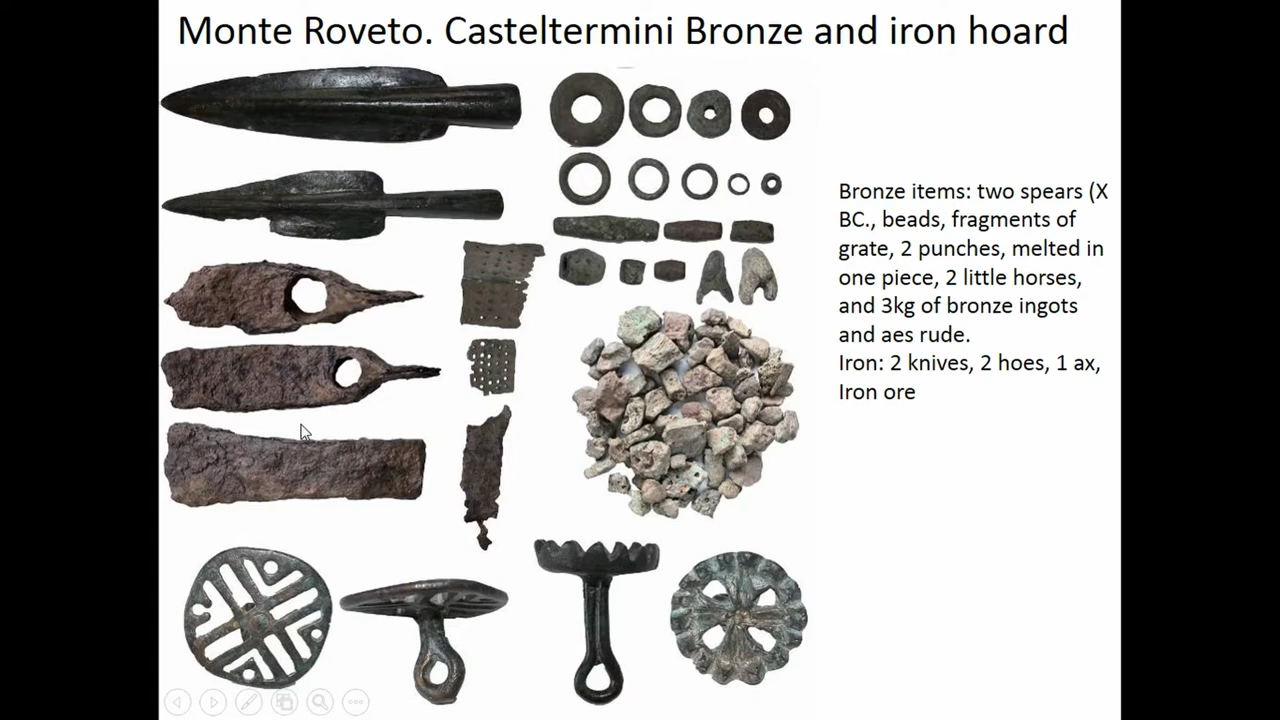 Monte Roveto. Casteltermini Bronze and iron hoard
Bronze items: two spears (X
BC., beads, fragments of
grate, 2 punches, melted in
one piece, 2 little horses,
and 3kg of bronze ingots
and aes rude.
Iron: 2 knives, 2 hoes, 1 ax,
Iron ore